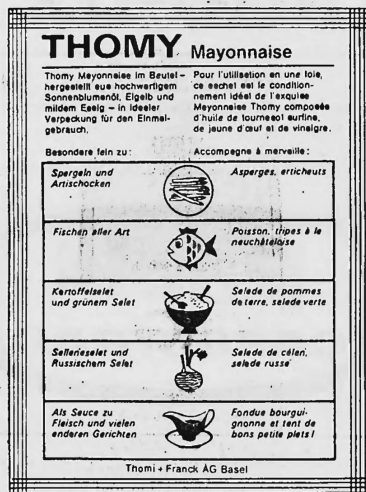 THOMY Mayonnaise
Thomy Mayonnaise im Beutel –
hergestellt aus hochwertigem
Sonnenblumenöl, Eigelb und
mildem Essig – in idealer
Verpackung für den Einmal-
gebrauch.
Besondere fein zu:
Pour l'utilisation en une fois,
ce sachet est le condition-
nement idéal de l'exquise
Mayonnaise Thomy composée
d'huile de tournesol surfine,
de jaune d'œuf et de vinaigre.
Accompagne à merveille:
Spargeln und
Artischocken
Asperges, artichauts
Fischen aller Art
Poisson, tripes à la
neuchâteloise
Kartoffelsalat
und grünem Salat
Salade de pommes
de terre, salade verte
Selleriesalat und
Russischem Salat
Salade de céleri,
salade russe
Als Sauce zu
Fleisch und vielen
anderen Gerichten
Fondue bourgui-
gnonne et tant de
bons petits plats!
Thomi + Franck AG Basel